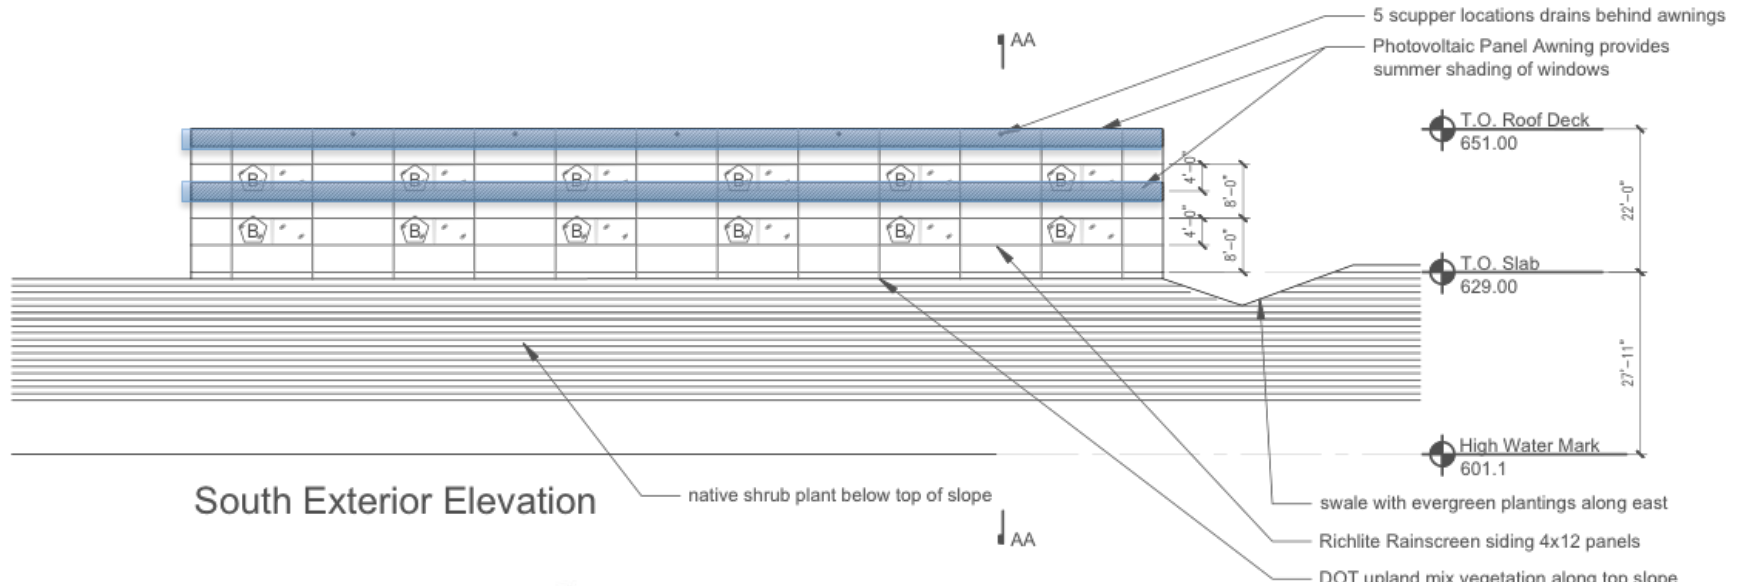 5 scupper locations drains behind awnings
AA
Photovoltaic Panel Awning provides
summer shading of windows
T.O. Roof Deck
651.00
B B B B B B
4'-0"
8'-0"
22'-0"
B B B B B B
4'-0"
8'-0"
T.O. Slab
629.00
27'-11"
High Water Mark
601.1
South Exterior Elevation
native shrub plant below top of slope
swale with evergreen plantings along east
AA
Richlite Rainscreen siding 4x12 panels
DOT upland mix vegetation along top slope